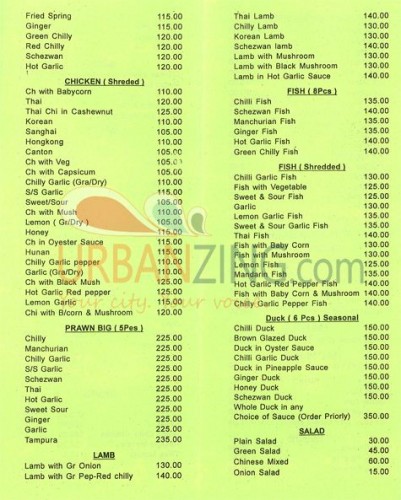 Fried Spring 115.00
Ginger 115.00
Green Chilly 120.00
Red Chilly 120.00
Schezwan 120.00
Hot Garlic 120.00
CHICKEN ( Shreded )
Ch with Babycorn 110.00
Thai 120.00
Thai Chi in Cashewnut 125.00
Korean 110.00
Sanghai 105.00
Hongkong 110.00
Canton 105.00
Ch with Veg 105.00
Ch with Capsicum 105.00
Chilly Garlic (Gra/Dry) 110.00
S/S Garlic 115.00
Sweet/Sour 105.00
Ch with Mush 110.00
Lemon ( Gr/Dry ) 105.00
Honey 115.00
Ch in Oyster Sauce 115.00
Hunan 115.00
Chilly Garlic pepper
Garlic (Gra/Dry)
Ch with Black Mush 125.00
Hot Garlic Red pepper 125.00
Lemon Garlic 115.00
Chi with B/corn & Mushroom 120.00
PRAWN BIG ( 5Pes )
Chilly 225.00
Manchurian 225.00
Chilly Garlic 225.00
S/S Garlic 225.00
Schezwan 225.00
Thai 225.00
Hot Garlic 225.00
Sweet Sour 225.00
Ginger 225.00
Garlic 225.00
Tampura 235.00
LAMB
Lamb with Gr Onion 130.00
Lamb with Gr Pep-Red chilly 140.00
Thai Lamb 140.00
Chilly Lamb 130.00
Korean Lamb 130.00
Schezwan lamb 140.00
Lamb with Mushroom 130.00
Lamb with Black Mushroom 130.00
Lamb in Hot Garlic Sauce 140.00
FISH ( 8Pcs )
Chilli Fish 135.00
Schezwan Fish 140.00
Manchurian Fish 135.00
Ginger Fish 135.00
Hot Garlic Fish 140.00
Green Chilly Fish 140.00
FISH ( Shredded )
Chilli Garlic Fish 130.00
Fish with Vegetable 125.00
Sweet & Sour Fish 125.00
Garlic 130.00
Lemon Garlic Fish 135.00
Sweet & Sour Garlic Fish 135.00
Thai Fish 140.00
Fish with Baby Corn 130.00
Fish with Mushroom 130.00
Plain Fish 125.00
Mandarin Fish 135.00
Hot Garlic Red Pepper Fish 140.00
Fish with Baby Corn & Mushroom 140.00
Chilly Garlic Pepper Fish 140.00
Duck ( 6 Pcs ) Seasonal
Chilli Duck 150.00
Brown Glazed Duck 150.00
Duck in Oyster Sauce 150.00
Chilli Garlic Duck 150.00
Duck in Pineapple Sauce 150.00
Ginger Duck 150.00
Honey Duck 150.00
Schezwan Duck 150.00
Whole Duck in any
Choice of Sauce (Order Priorly) 350.00
SALAD
Plain Salad 30.00
Green Salad 45.00
Chinese Mixed 60.00
Onion Salad 15.00
URBANZING.com
your city. your voice